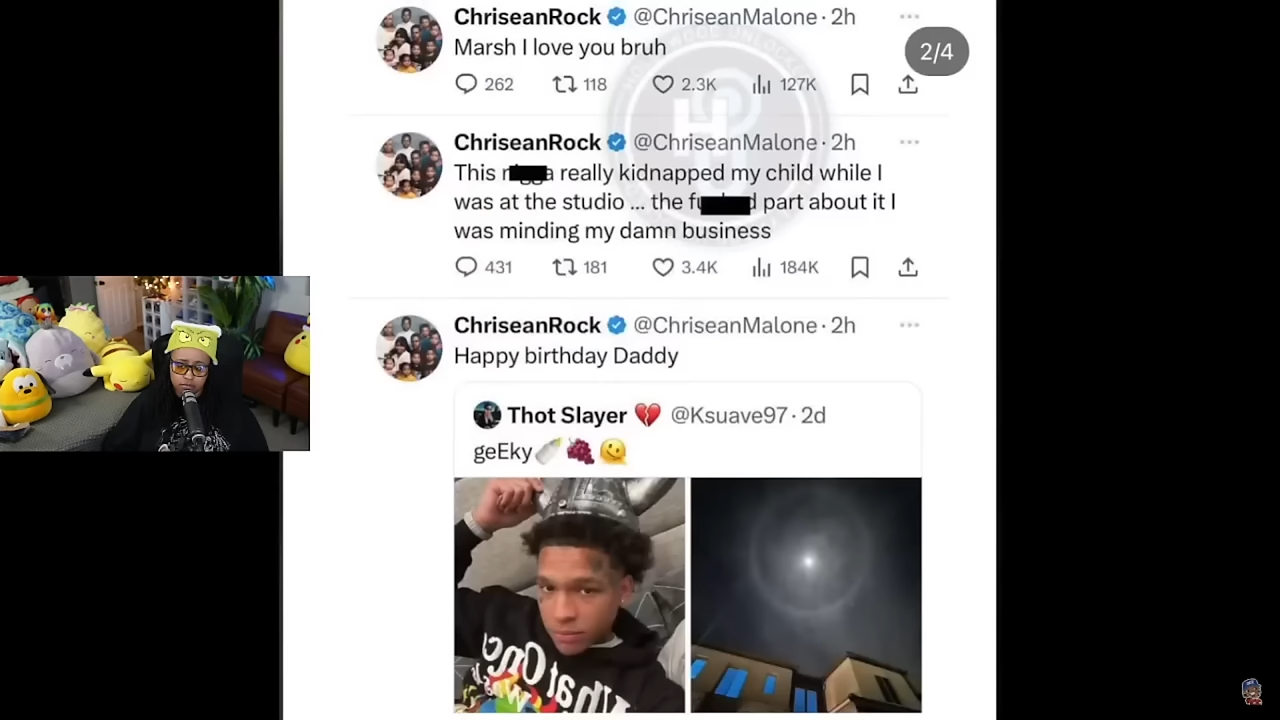 ChriseanRock @ChriseanMalone · 2h
2/4
Marsh I love you bruh
262 118 2.3K 127K
ChriseanRock @ChriseanMalone · 2h
This n a really kidnapped my child while I
was at the studio ... the fu d part about it I
was minding my damn business
431 181 3.4K 184K
ChriseanRock @ChriseanMalone · 2h
Happy birthday Daddy
Thot Slayer 💔 @Ksuave97 · 2d
geEky🍼🍇🫠